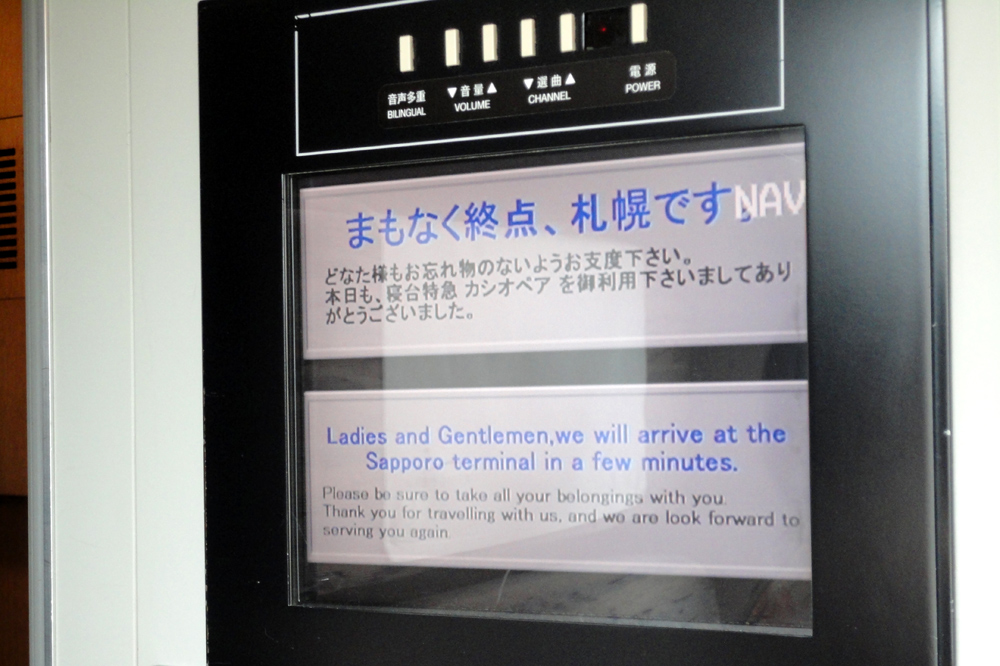 音声多重 ▼音量▲ ▼選曲▲ 電源
BILINGUAL VOLUME CHANNEL POWER
まもなく終点、札幌です。NAV
どなた様もお忘れ物のないようお支度下さい。
本日も、寝台特急 カシオペア を御利用下さいましてあり
がとうございました。
Ladies and Gentlemen,we will arrive at the
Sapporo terminal in a few minutes.
Please be sure to take all your belongings with you.
Thank you for travelling with us, and we are look forward to
serving you again.